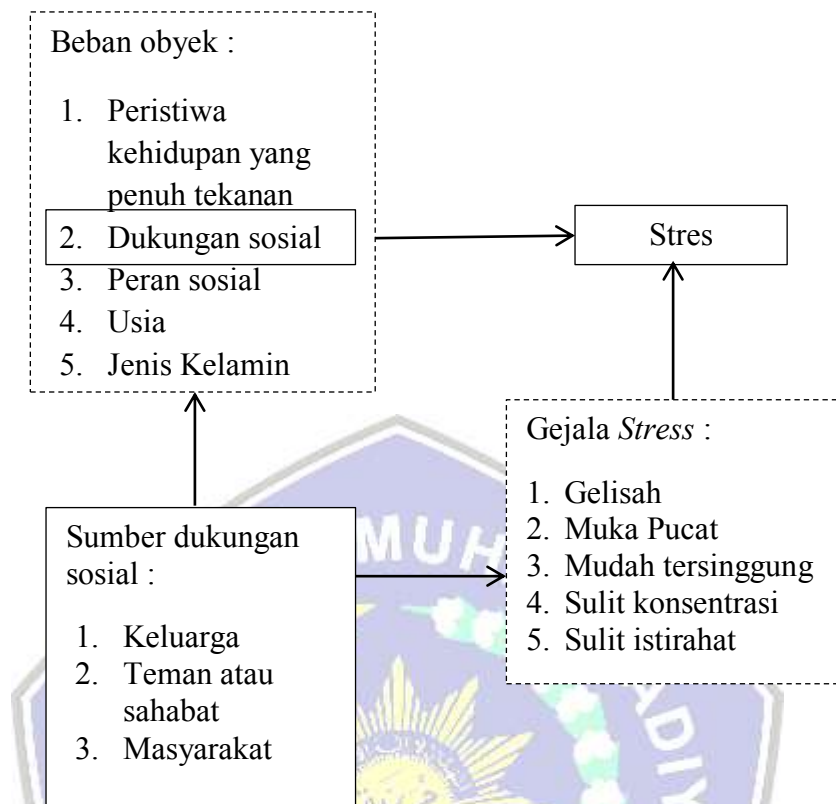 Beban obyek :
1. Peristiwa
kehidupan yang
penuh tekanan
2. Dukungan sosial
3. Peran sosial
4. Usia
5. Jenis Kelamin
Stres
Gejala Stress :
1. Gelisah
2. Muka Pucat
3. Mudah tersinggung
4. Sulit konsentrasi
5. Sulit istirahat
Sumber dukungan
sosial :
1. Keluarga
2. Teman atau
sahabat
3. Masyarakat
MUH
ADIY